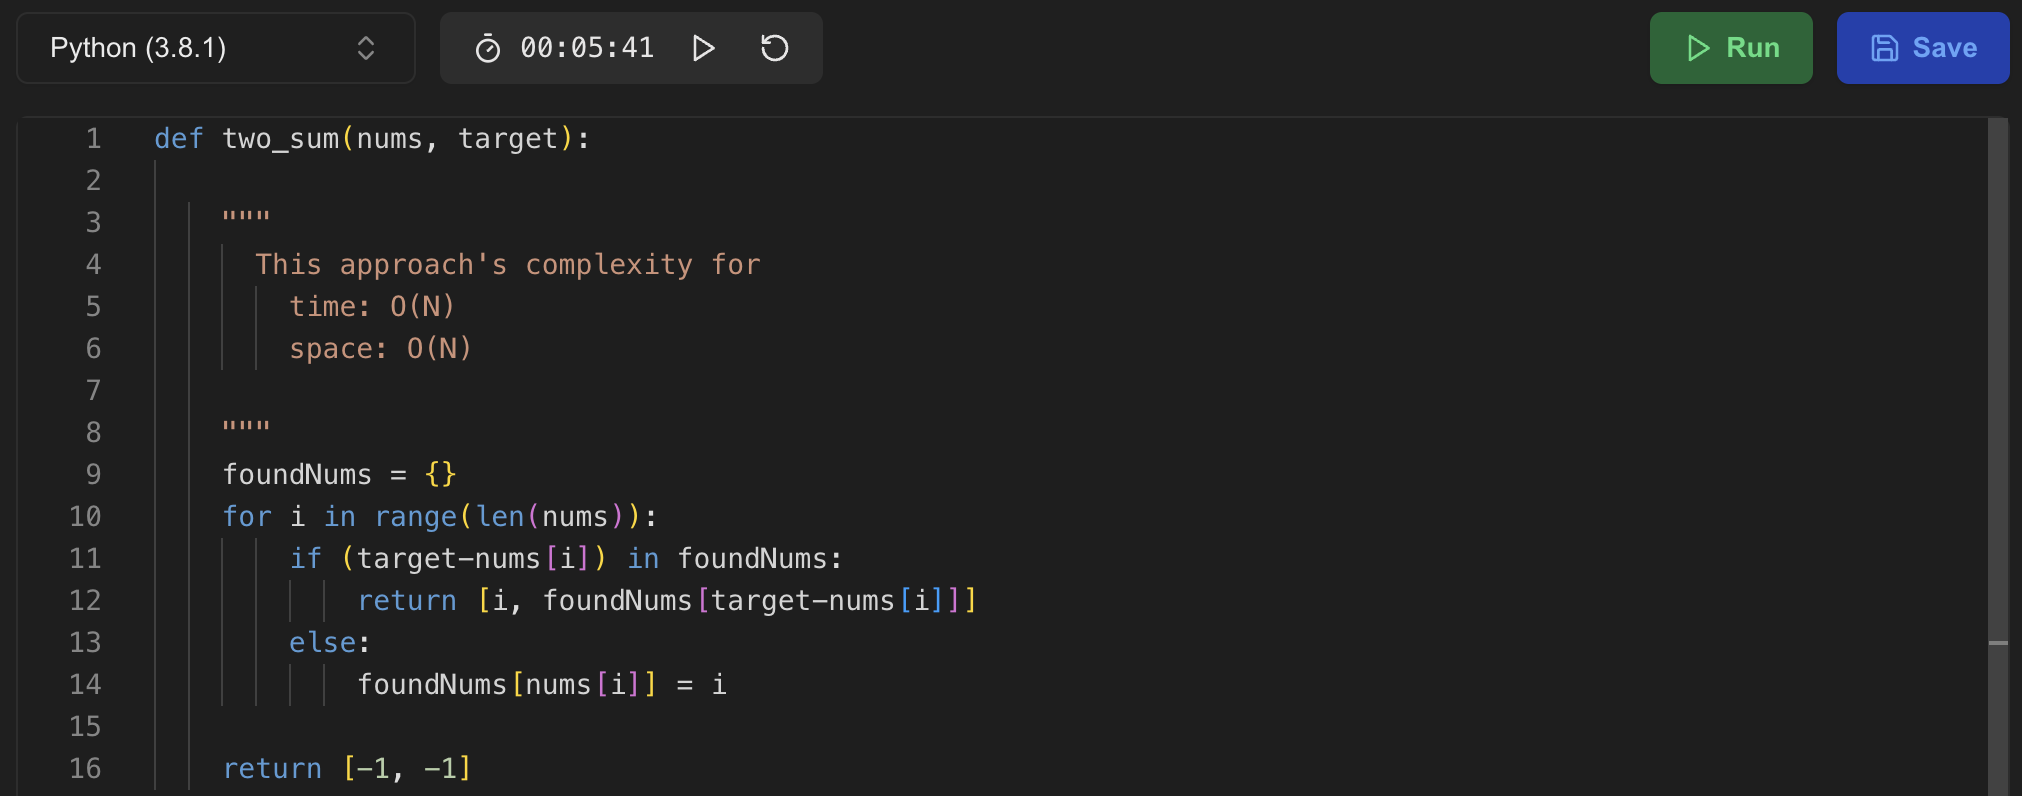 Python (3.8.1) 00:05:41 Run Save
1 def two_sum(nums, target):
2
3 """
4 This approach's complexity for
5 time: O(N)
6 space: O(N)
7
8 """
9 foundNums = {}
10 for i in range(len(nums)):
11 if (target-nums[i]) in foundNums:
12 return [i, foundNums[target-nums[i]]]
13 else:
14 foundNums[nums[i]] = i
15
16 return [-1, -1]